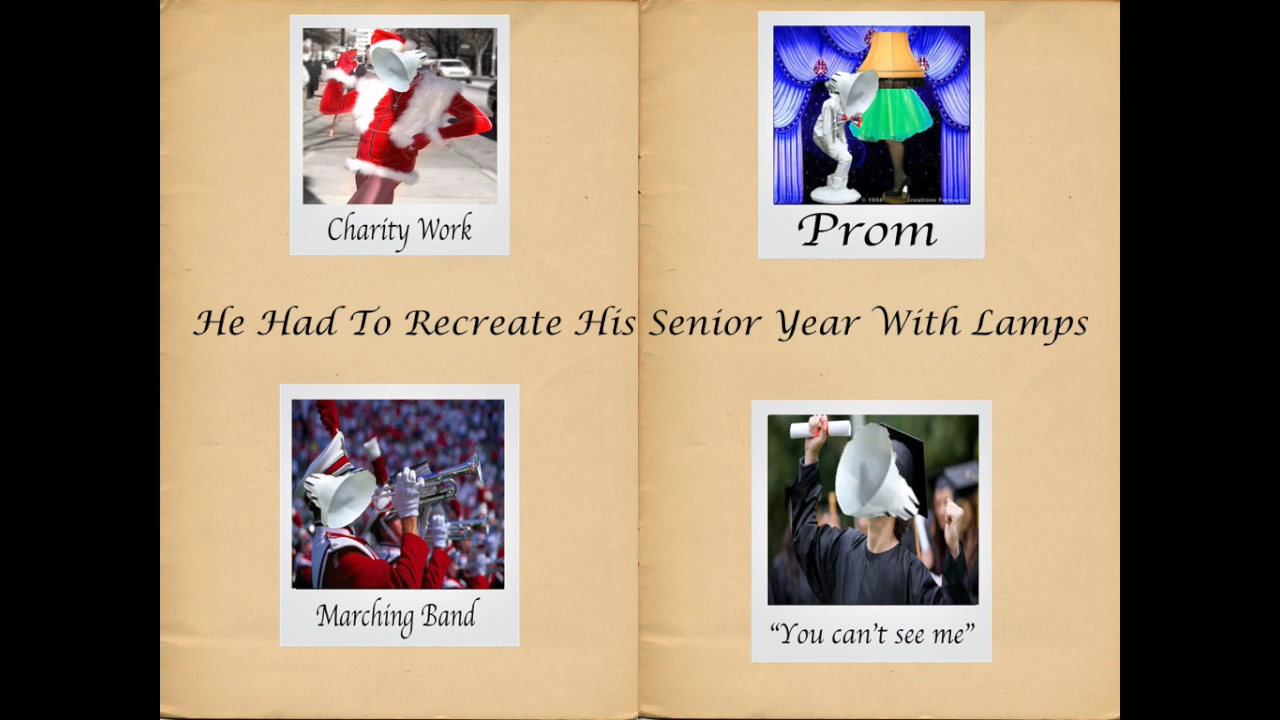 Charity Work
Prom
He Had To Recreate His Senior Year With Lamps
Marching Band
“You can’t see me”